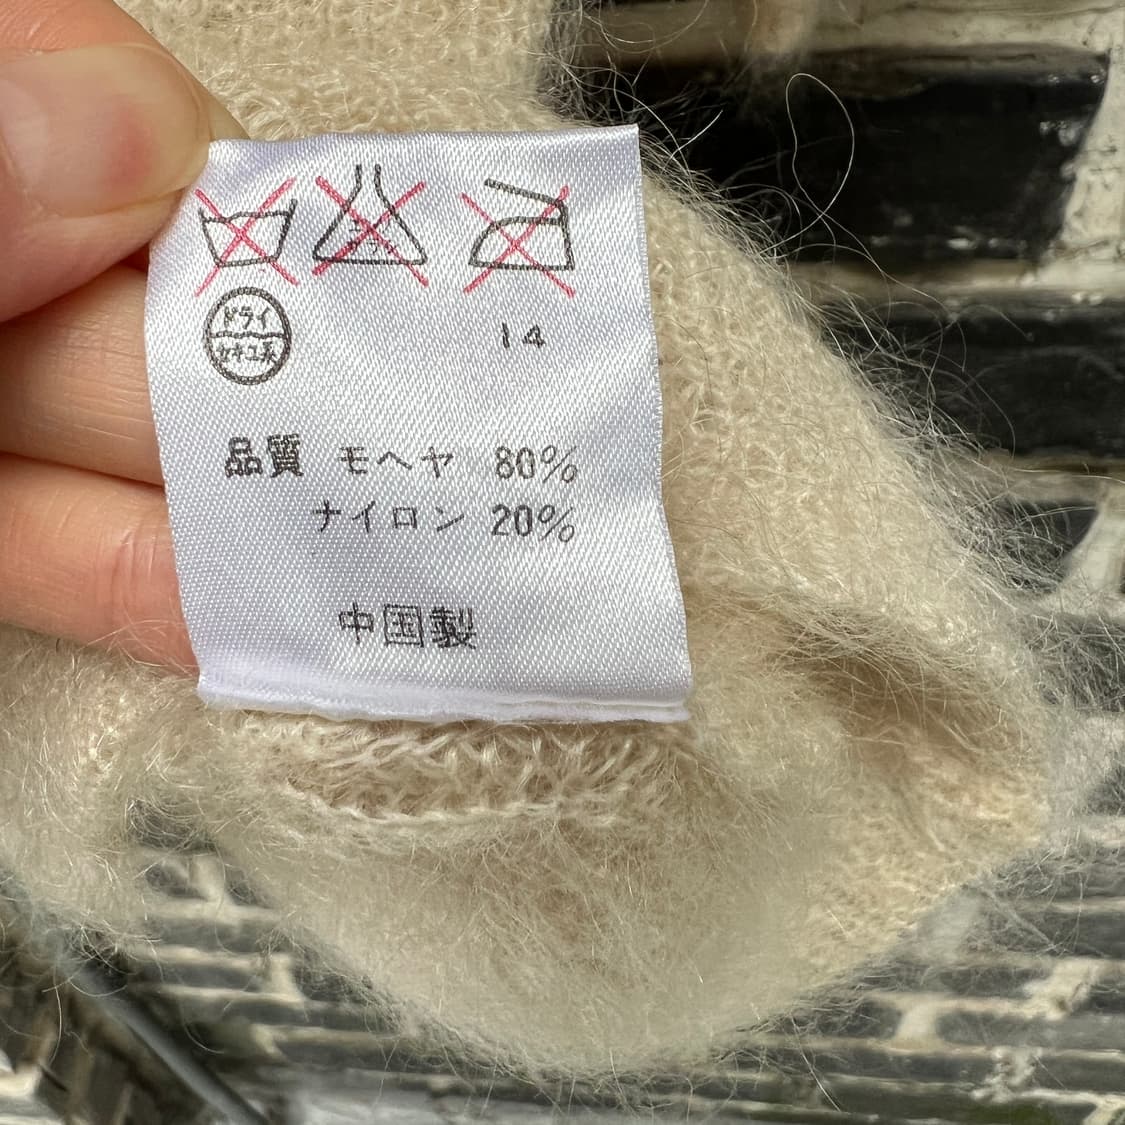 ドライ
セキユ系
14
品質 モヘヤ 80%
ナイロン 20%
中国製